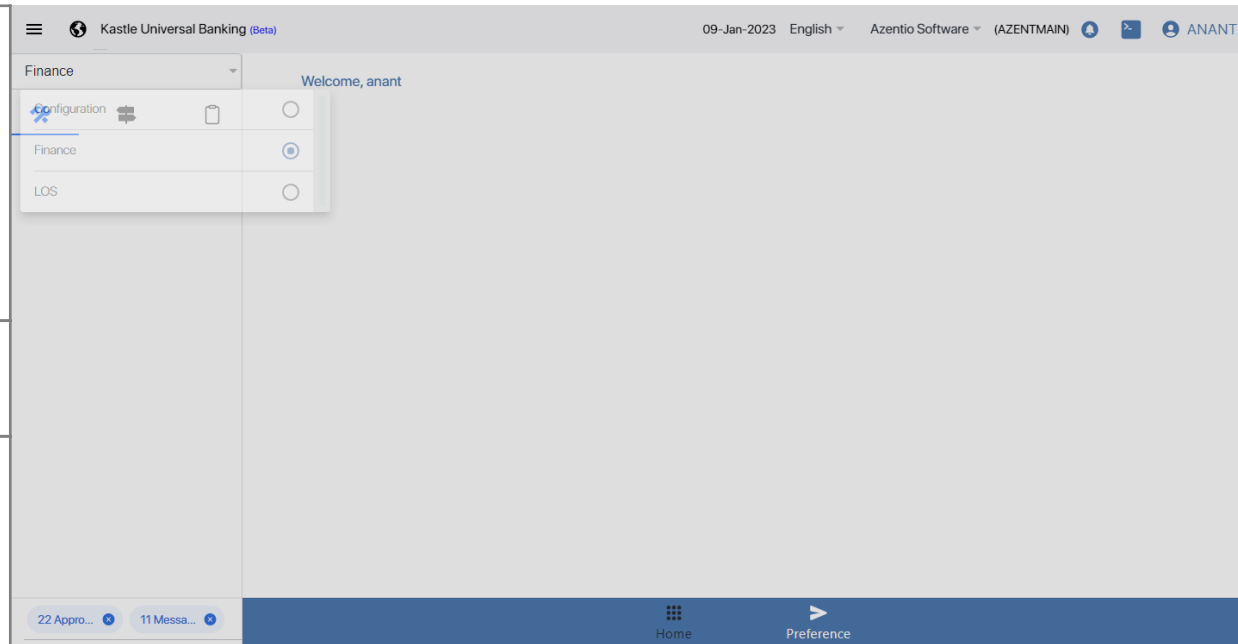 Kastle Universal Banking (Beta) 09-Jan-2023 English Azentio Software (AZENTMAIN) ANANT
Finance
Welcome, anant
Configuration
Finance
LOS
22 Appro... 11 Messa...
Home Preference